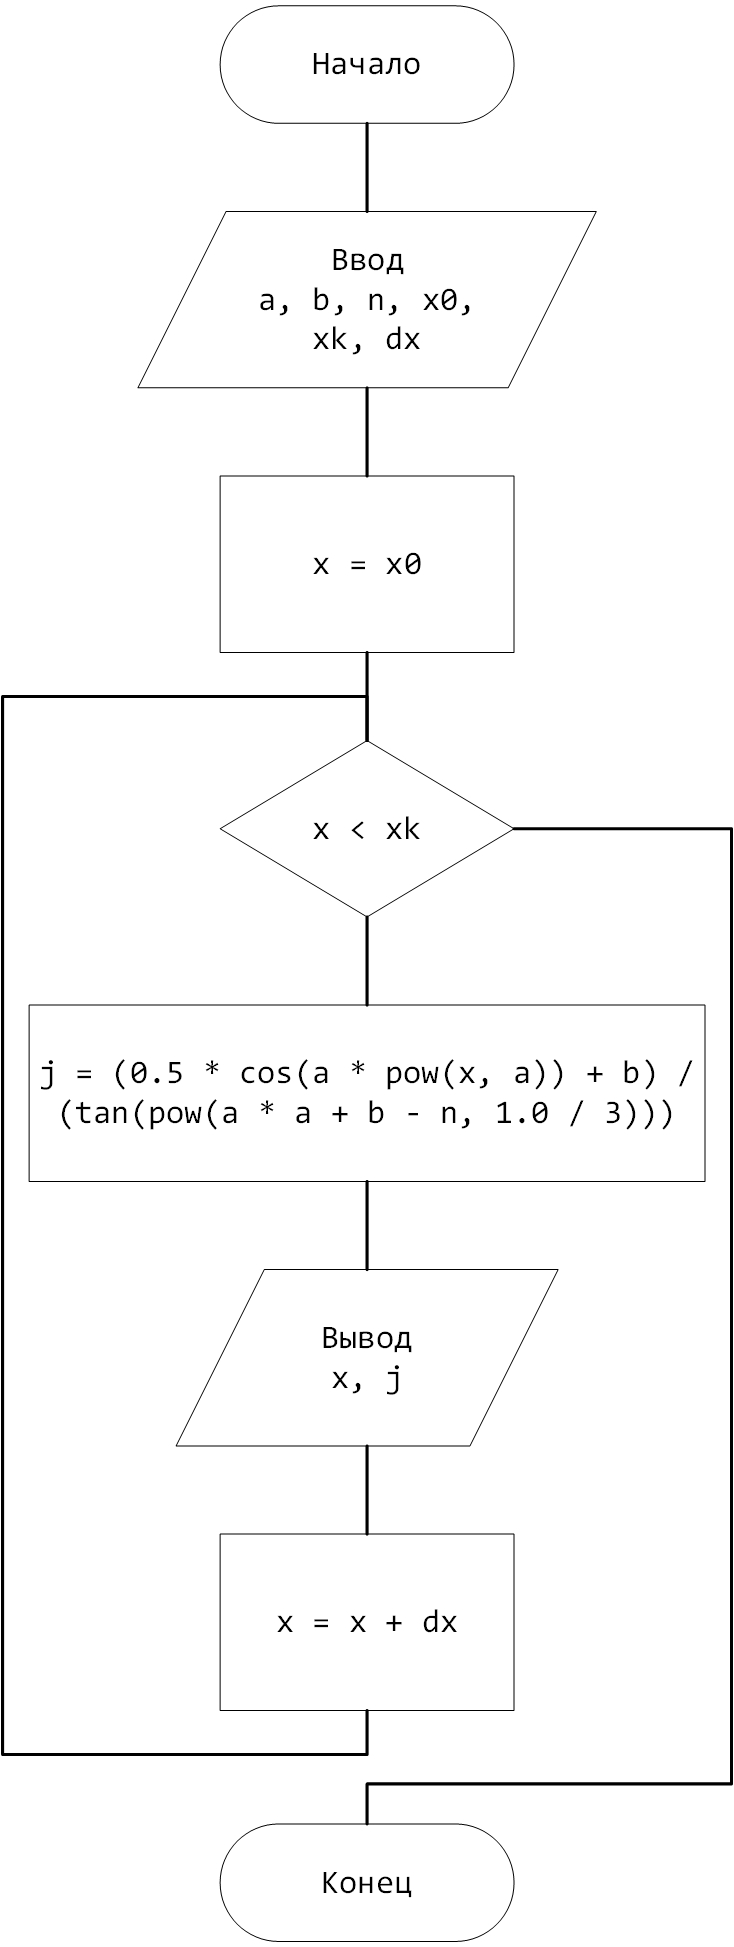 Начало
Ввод
a, b, n, x0,
xk, dx
x = x0
x < xk
j = (0.5 * cos(a * pow(x, a)) + b) /
(tan(pow(a * a + b - n, 1.0 / 3)))
Вывод
x, j
x = x + dx
Конец